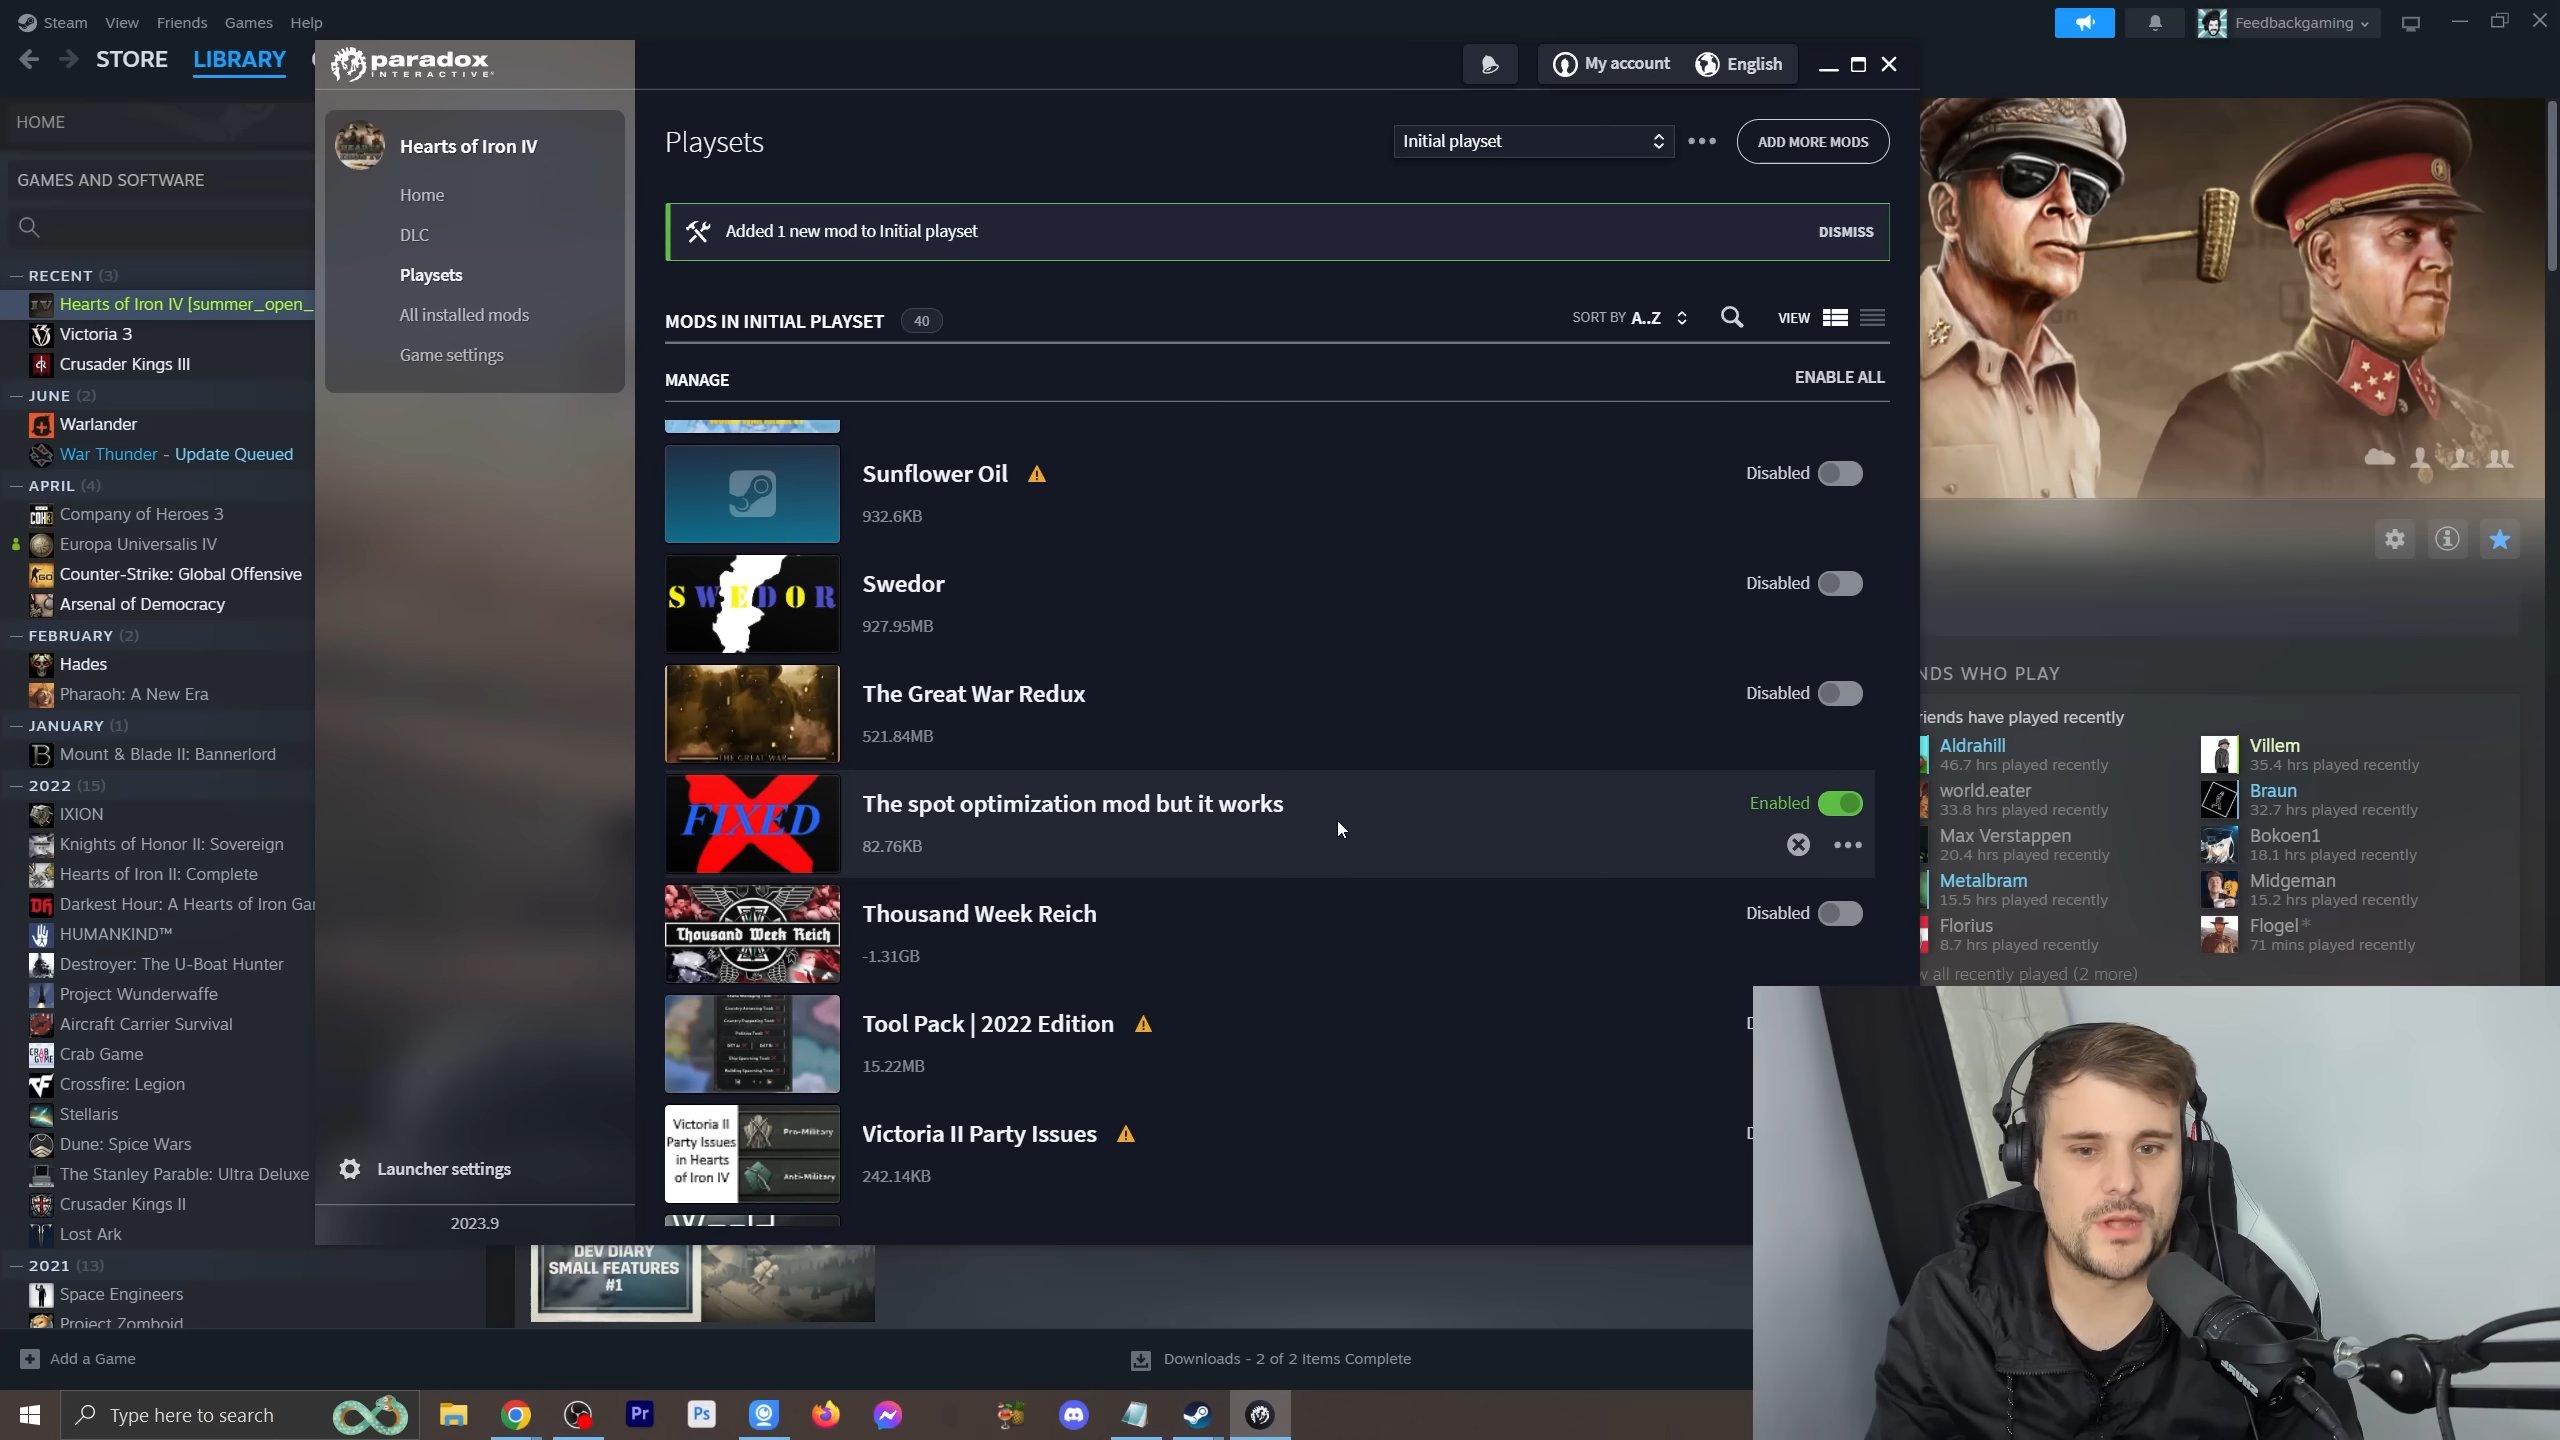 Steam View Friends Games Help
Feedbackgaming
STORE LIBRARY
paradox
INTERACTIVE
My account English
HOME
GAMES AND SOFTWARE
RECENT (3)
Hearts of Iron IV [summer_open_
Victoria 3
Crusader Kings III
JUNE (2)
Warlander
War Thunder - Update Queued
APRIL (4)
Company of Heroes 3
Europa Universalis IV
Counter-Strike: Global Offensive
Arsenal of Democracy
FEBRUARY (2)
Hades
Pharaoh: A New Era
JANUARY (1)
Mount & Blade II: Bannerlord
2022 (15)
IXION
Knights of Honor II: Sovereign
Hearts of Iron II: Complete
Darkest Hour: A Hearts of Iron Gar
HUMANKIND™
Destroyer: The U-Boat Hunter
Project Wunderwaffe
Aircraft Carrier Survival
Crab Game
Crossfire: Legion
Stellaris
Dune: Spice Wars
The Stanley Parable: Ultra Deluxe
Crusader Kings II
Lost Ark
2021 (13)
Space Engineers
Project Zomboid
Add a Game
Hearts of Iron IV
Home
DLC
Playsets
All installed mods
Game settings
Launcher settings
2023.9
Playsets
Initial playset
ADD MORE MODS
Added 1 new mod to Initial playset
DISMISS
MODS IN INITIAL PLAYSET 40
SORT BY A..Z
VIEW
MANAGE
ENABLE ALL
Sunflower Oil
Disabled
932.6KB
SWEDOR
Swedor
Disabled
927.95MB
THE GREAT WAR
The Great War Redux
Disabled
521.84MB
FIXED
The spot optimization mod but it works
Enabled
82.76KB
Thousand Week Reich
Thousand Week Reich
Disabled
-1.31GB
Tool Pack | 2022 Edition
D
15.22MB
Victoria II
Party Issues
in Hearts
of Iron IV
Pro-Military
Anti-Military
Victoria II Party Issues
D
242.14KB
World
DEV DIARY
SMALL FEATURES
#1
NDS WHO PLAY
riends have played recently
Aldrahill
46.7 hrs played recently
Villem
35.4 hrs played recently
world.eater
33.8 hrs played recently
Braun
32.7 hrs played recently
Max Verstappen
20.4 hrs played recently
Bokoen1
18.1 hrs played recently
Metalbram
15.5 hrs played recently
Midgeman
15.2 hrs played recently
Florius
8.7 hrs played recently
Flogel*
71 mins played recently
w all recently played (2 more)
Downloads - 2 of 2 Items Complete
Type here to search
Pr
Ps